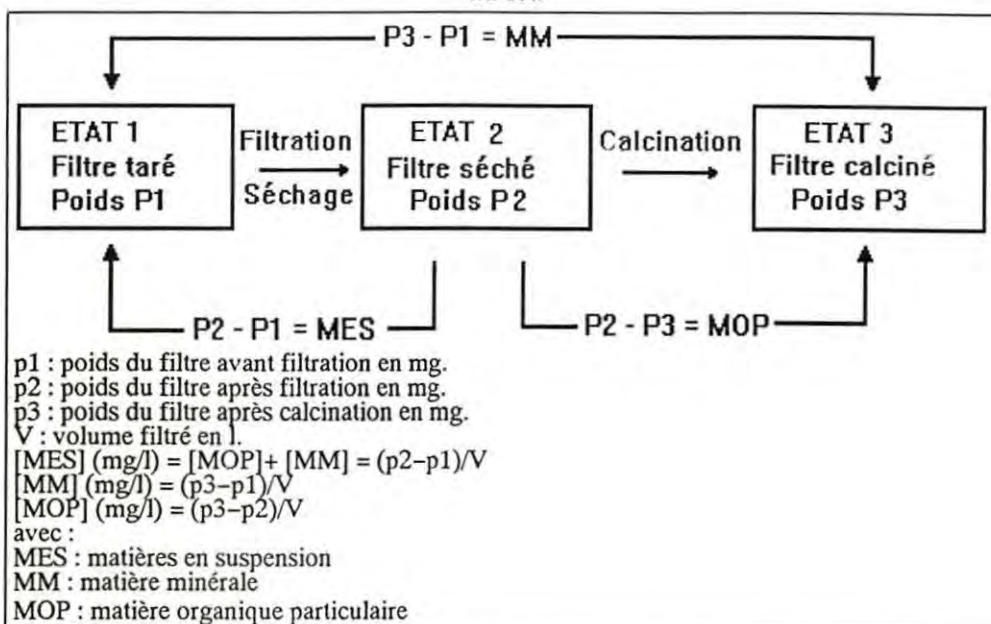 P3 - P1 = MM
ETAT 1
Filtre taré
Poids P1
Filtration
Séchage
ETAT 2
Filtre séché
Poids P2
Calcination
ETAT 3
Filtre calciné
Poids P3
P2 - P1 = MES
P2 - P3 = MOP
p1 : poids du filtre avant filtration en mg.
p2 : poids du filtre après filtration en mg.
p3 : poids du filtre après calcination en mg.
V : volume filtré en l.
[MES] (mg/l) = [MOP]+ [MM] = (p2–p1)/V
[MM] (mg/l) = (p3–p1)/V
[MOP] (mg/l) = (p3–p2)/V
avec :
MES : matières en suspension
MM : matière minérale
MOP : matière organique particulaire